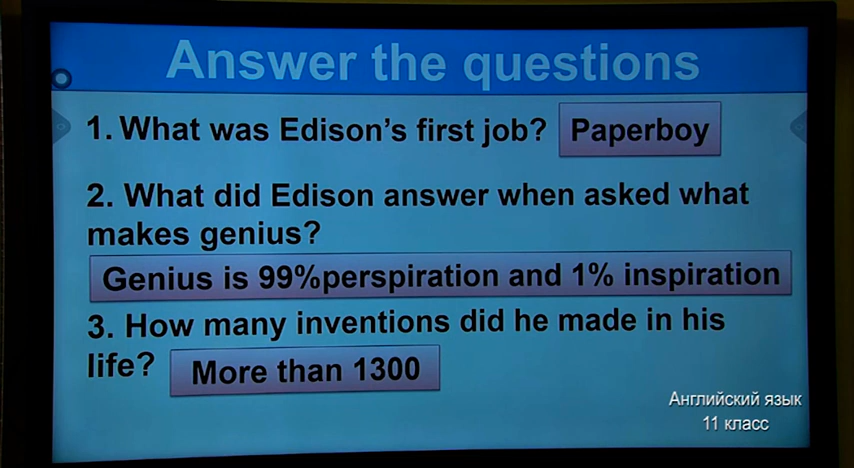 Answer the questions
1. What was Edison's first job? Paperboy
2. What did Edison answer when asked what
makes genius?
Genius is 99%perspiration and 1% inspiration
3. How many inventions did he made in his
life? More than 1300
Английский язык
11 класс